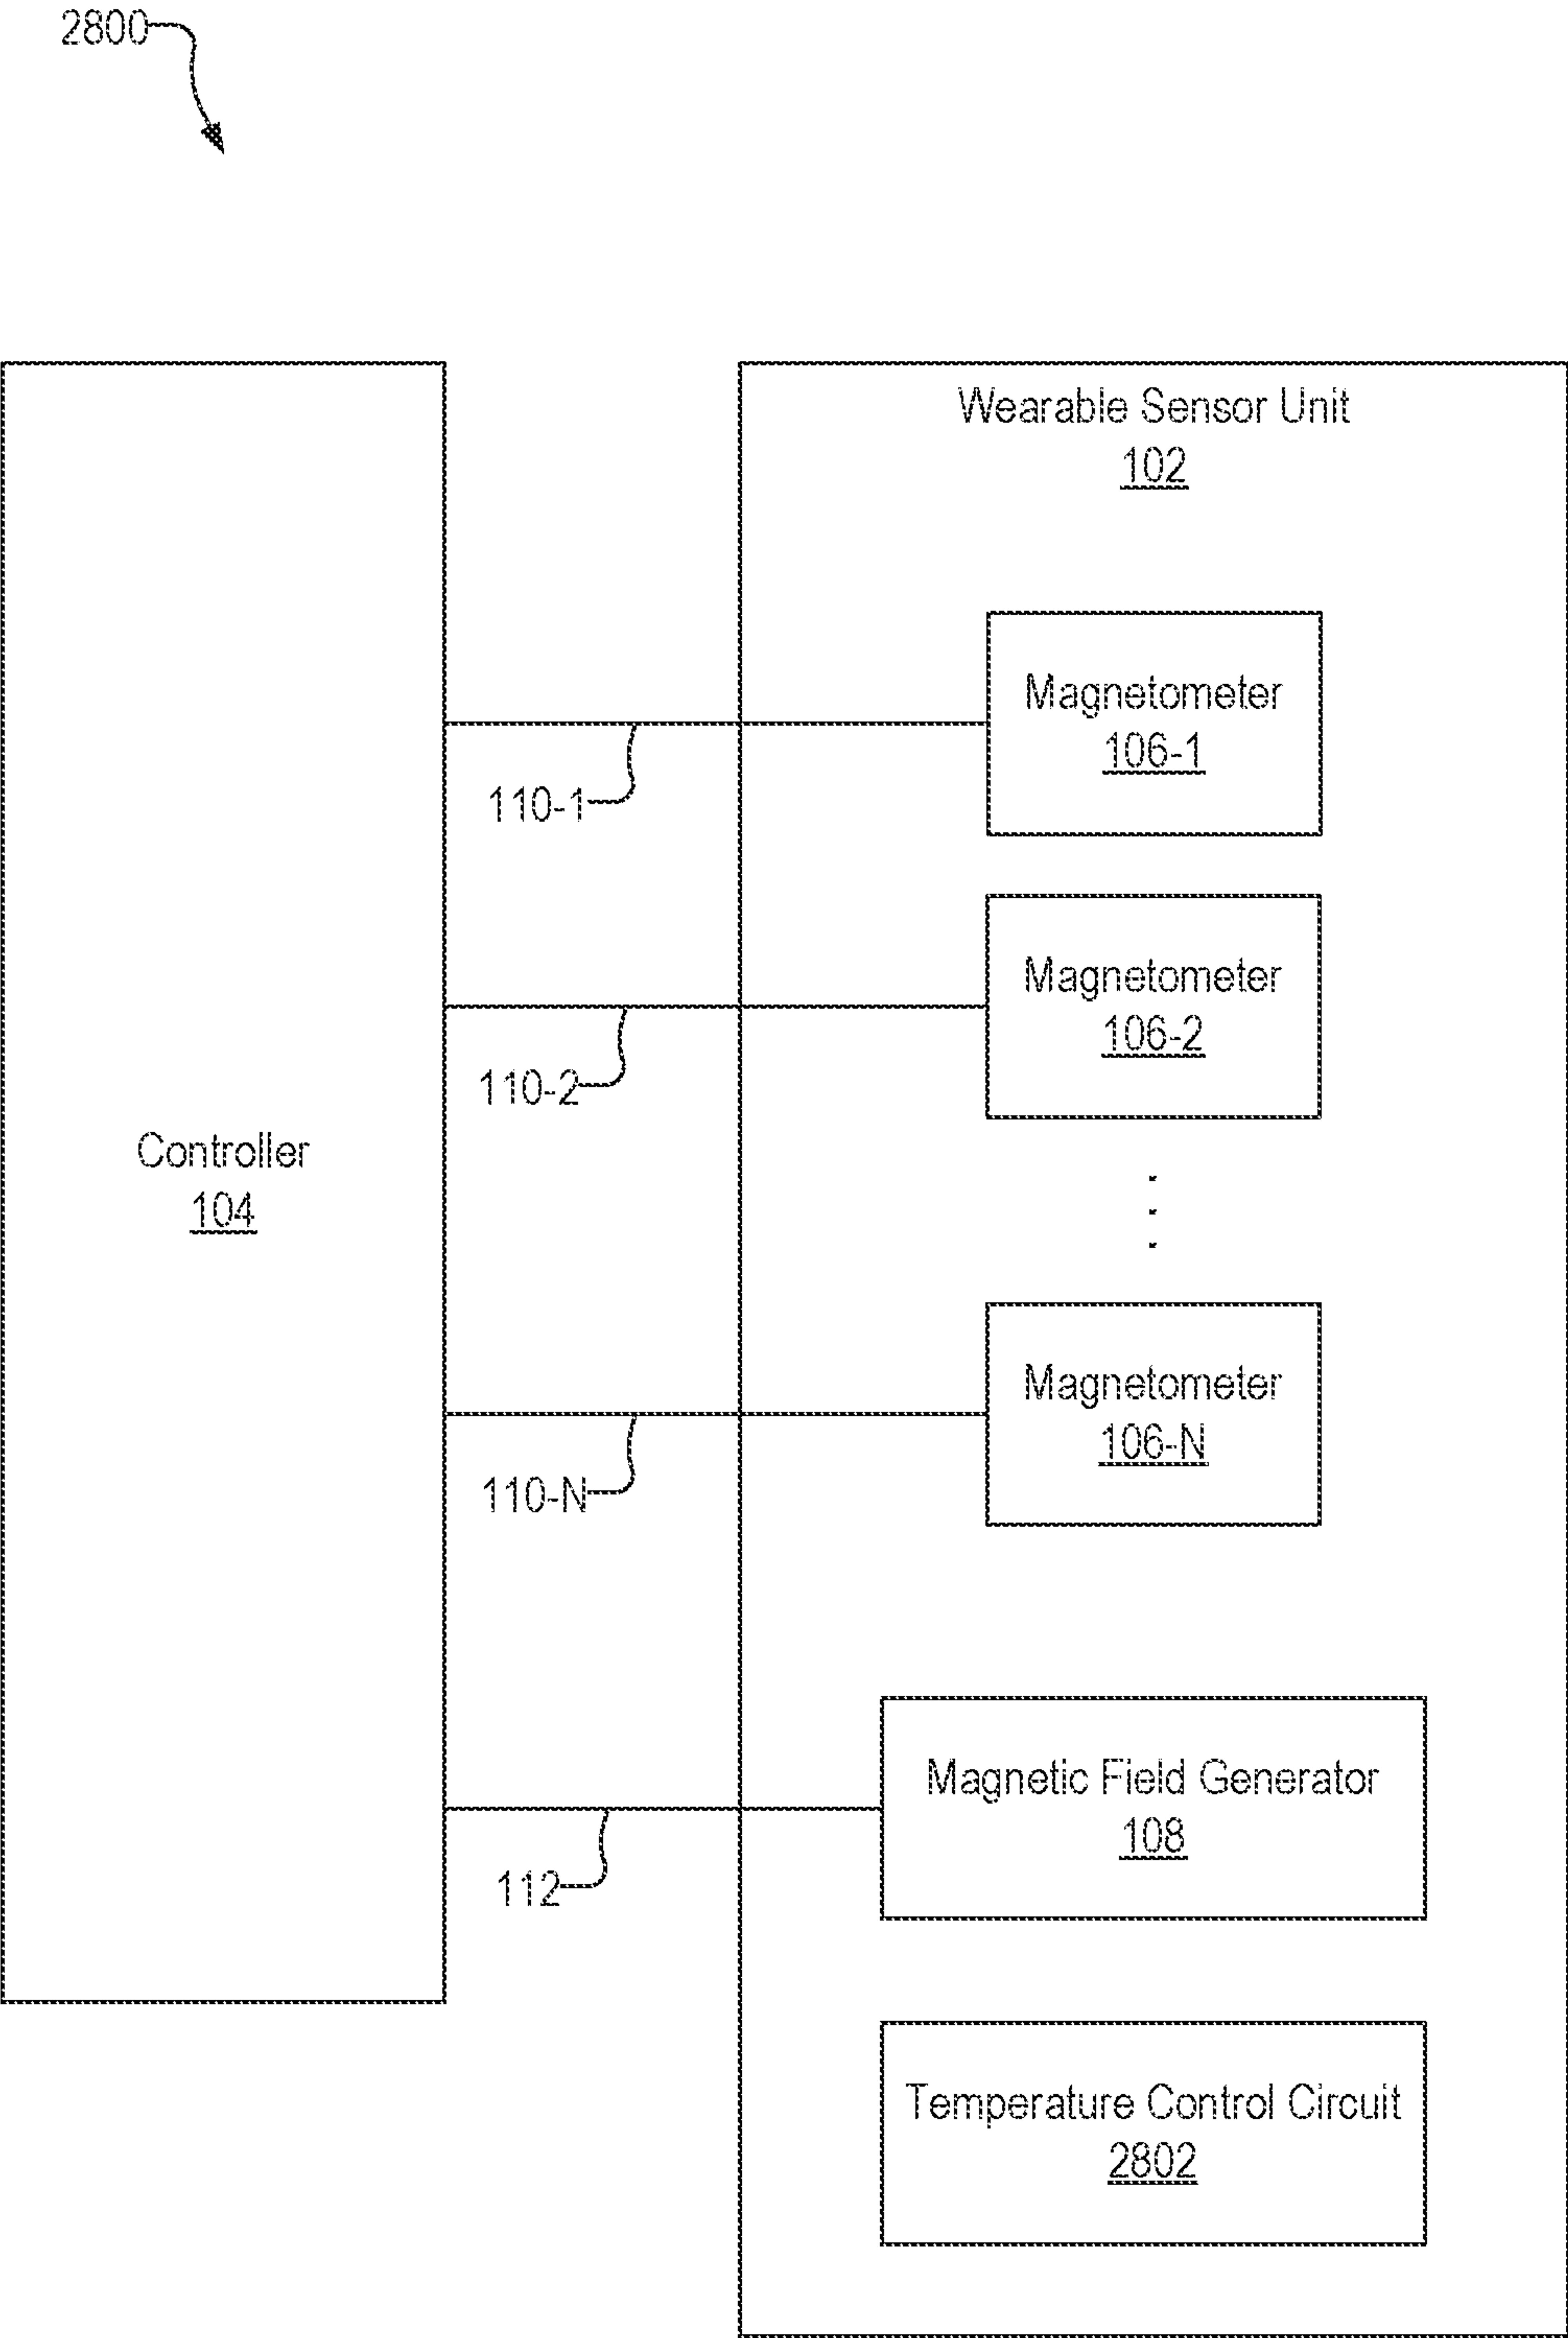 2800
Wearable Sensor Unit
102
Magnetometer
106-1
110-1
Magnetometer
106-2
110-2
Controller
104
Magnetometer
106-N
110-N
Magnetic Field Generator
108
112
Temperature Control Circuit
2802